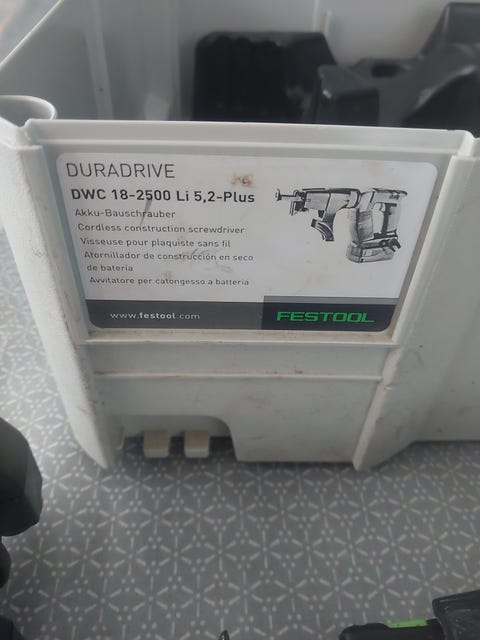 DURADRIVE
DWC 18-2500 Li 5,2-Plus
Akku-Bauschrauber
Cordless construction screwdriver
Visseuse pour plaquiste sans fil
Atornillador de construcción en seco
de batería
Avvitatore per cartongesso a batteria
www.festool.com
FESTOOL